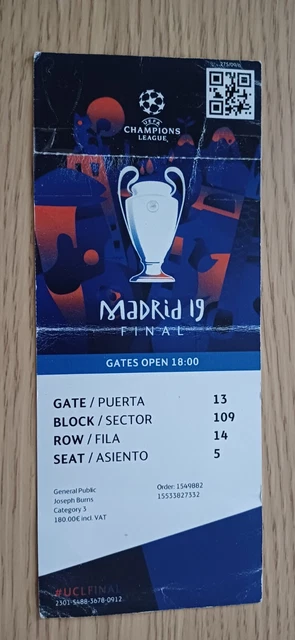 UEFA
CHAMPIONS
LEAGUE
MADRID 19
FINAL
GATES OPEN 18:00
GATE / PUERTA 13
BLOCK / SECTOR 109
ROW / FILA 14
SEAT / ASIENTO 5
General Public
Joseph Burns
Category 3
180.00€ incl. VAT
Order: 1549882
15533827332
#UCLFINAL
2301-5488-3678-0912